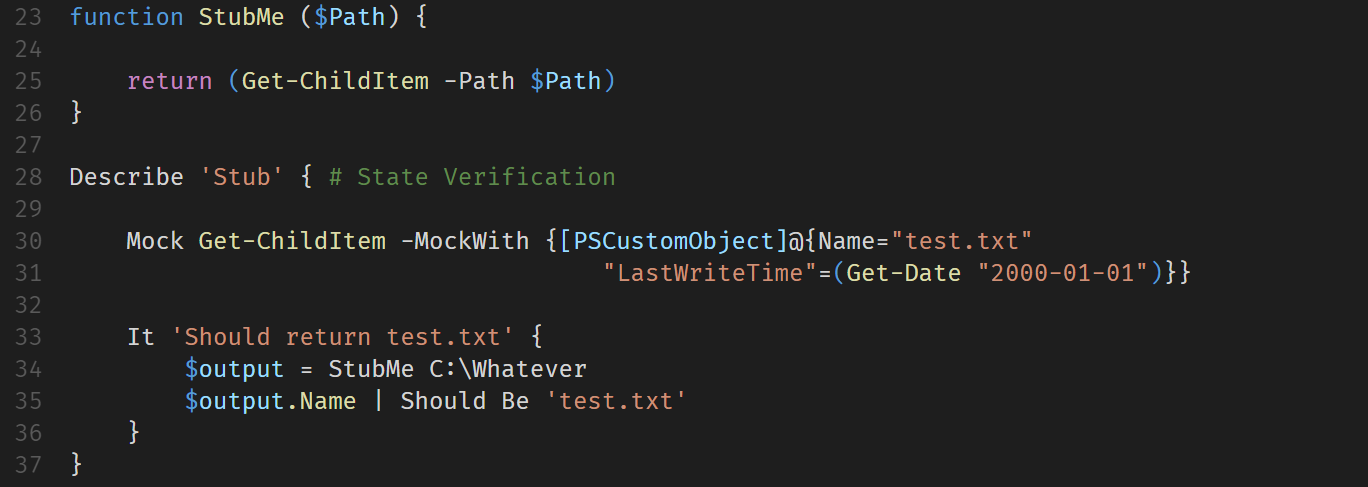 23 function StubMe ($Path) {
24
25     return (Get-ChildItem -Path $Path)
26 }
27
28 Describe 'Stub' { # State Verification
29
30     Mock Get-ChildItem -MockWith {[PSCustomObject]@{Name="test.txt"
31                                      "LastWriteTime"=(Get-Date "2000-01-01")}}
32
33     It 'Should return test.txt' {
34         $output = StubMe C:\Whatever
35         $output.Name | Should Be 'test.txt'
36     }
37 }